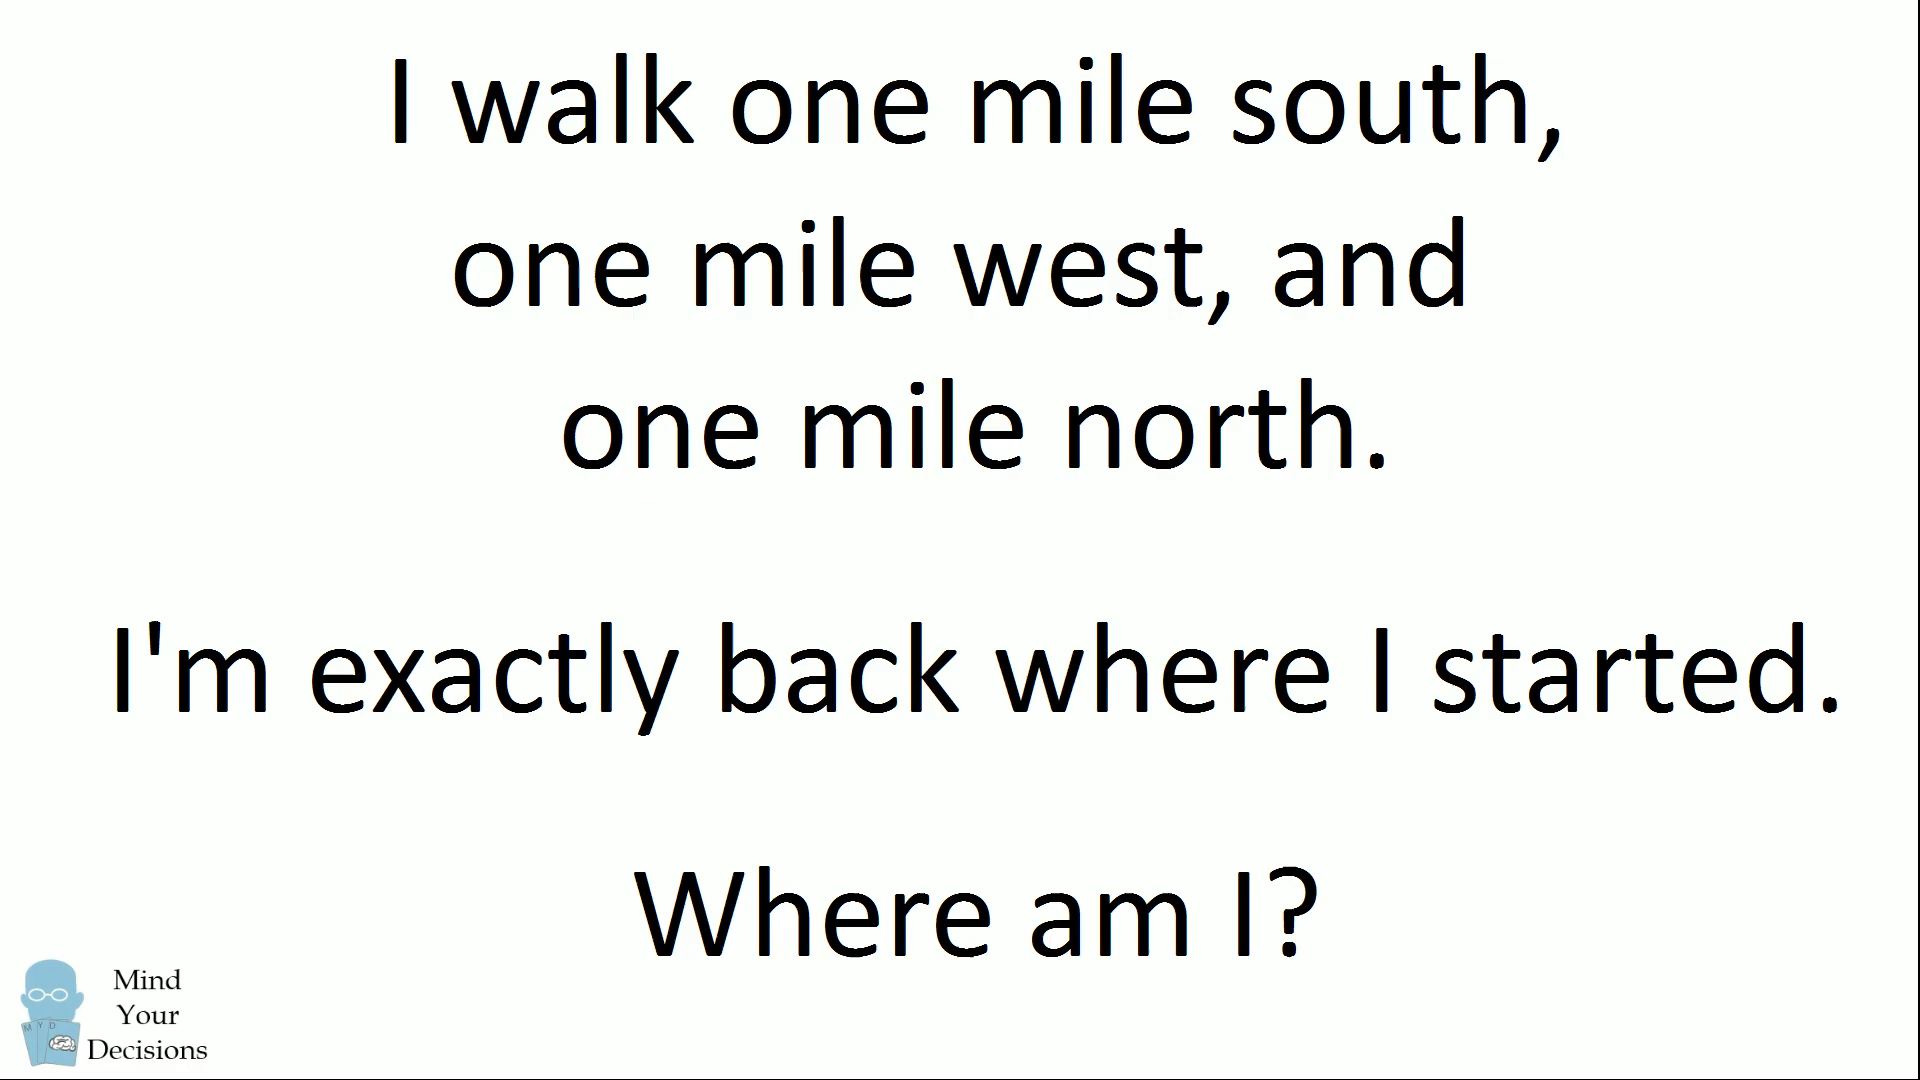 I walk one mile south,
one mile west, and
one mile north.
I'm exactly back where I started.
Where am I?
Mind
Your
Decisions
M Y D